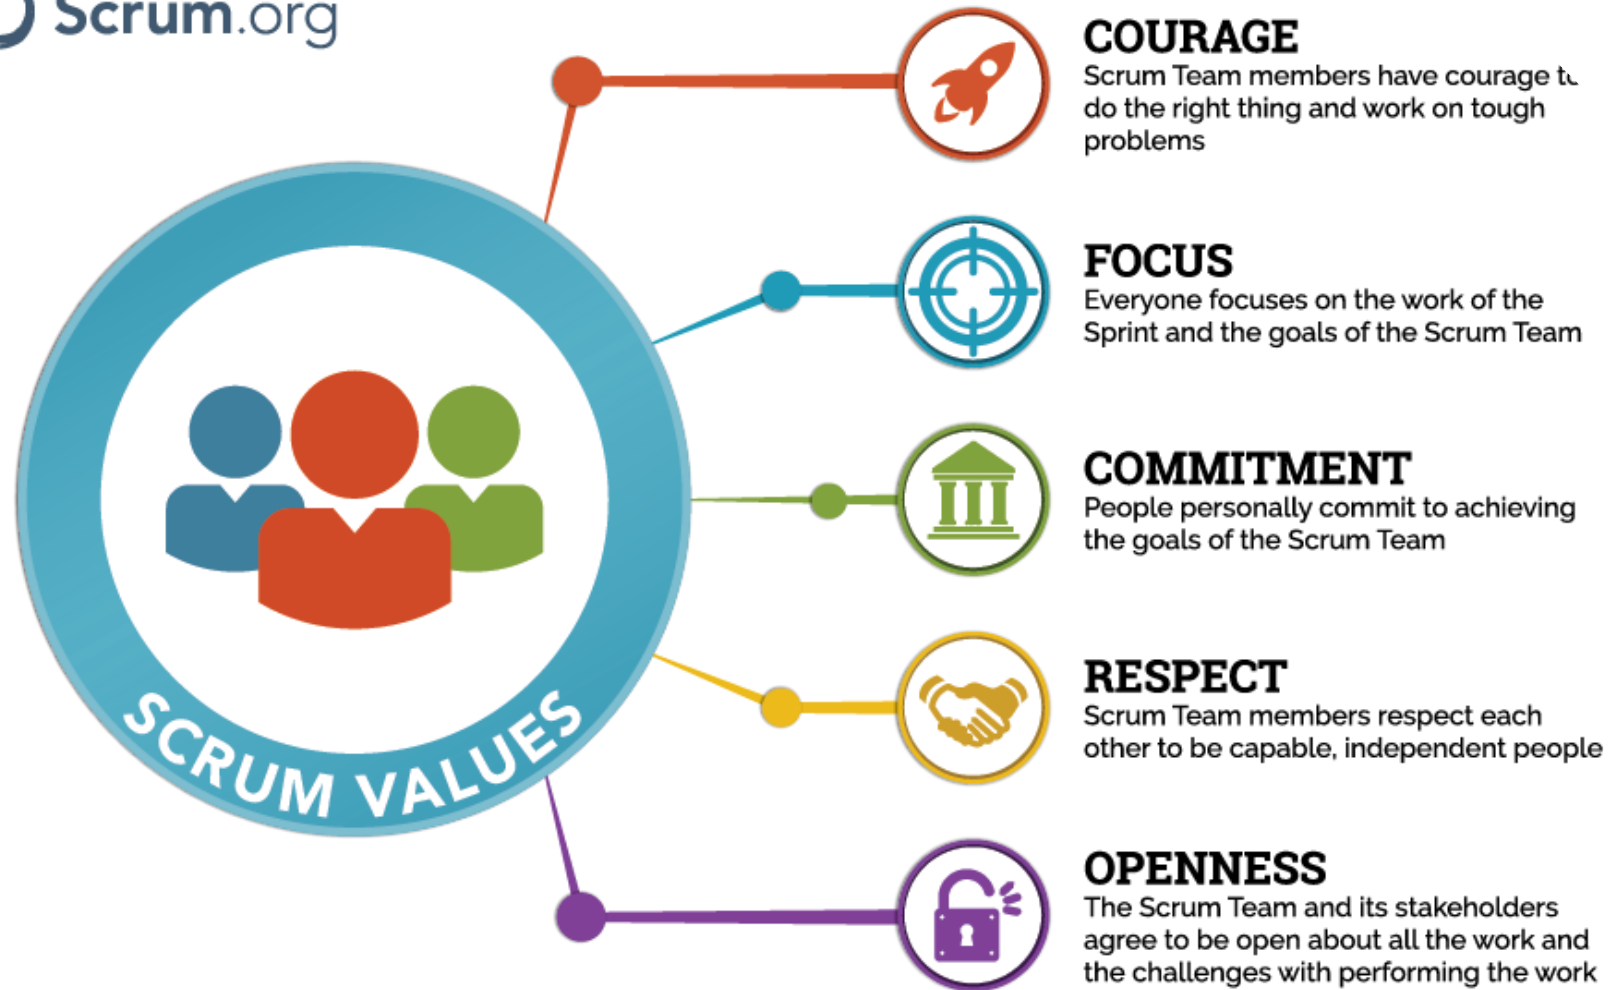 Scrum.org
COURAGE
Scrum Team members have courage to
do the right thing and work on tough
problems
FOCUS
Everyone focuses on the work of the
Sprint and the goals of the Scrum Team
COMMITMENT
People personally commit to achieving
the goals of the Scrum Team
RESPECT
Scrum Team members respect each
other to be capable, independent people
SCRUM VALUES
OPENNESS
The Scrum Team and its stakeholders
agree to be open about all the work and
the challenges with performing the work